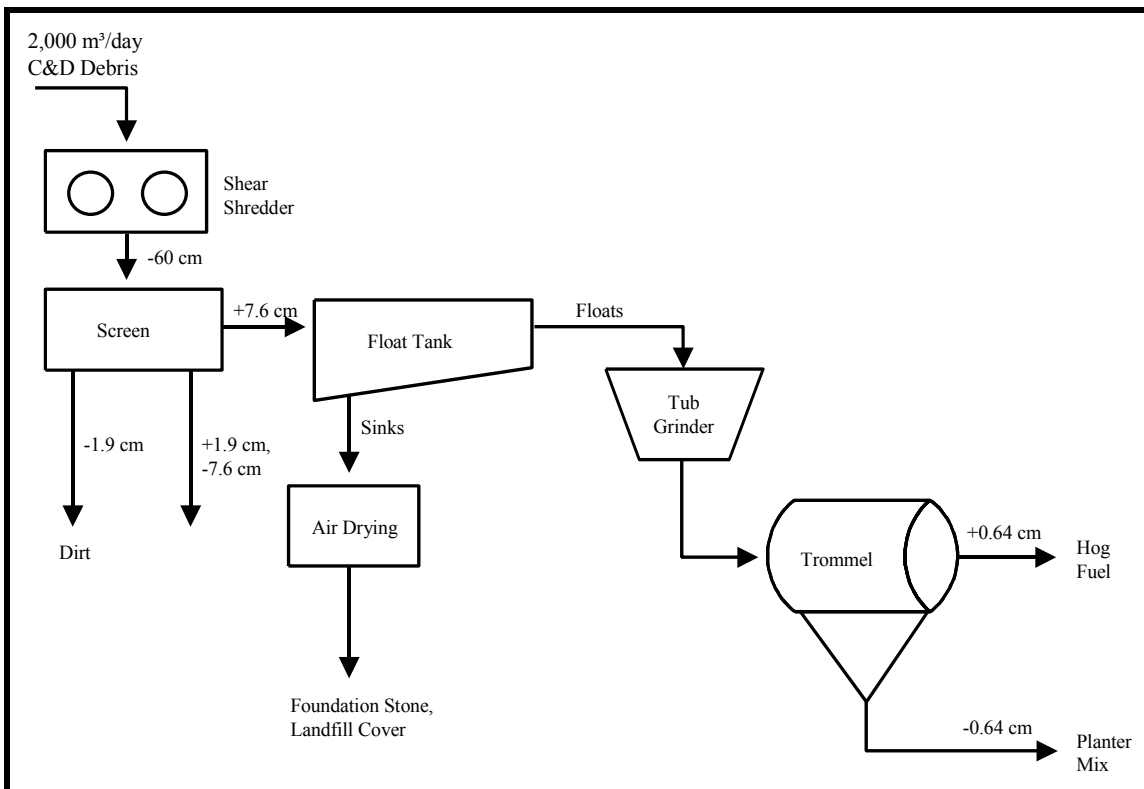 2,000 m³/day
C&D Debris
Shear
Shredder
-60 cm
Screen
+7.6 cm
Float Tank
Floats
Tub
Grinder
-1.9 cm
+1.9 cm,
-7.6 cm
Sinks
Dirt
Air Drying
Trommel
+0.64 cm
Hog
Fuel
Foundation Stone,
Landfill Cover
-0.64 cm
Planter
Mix